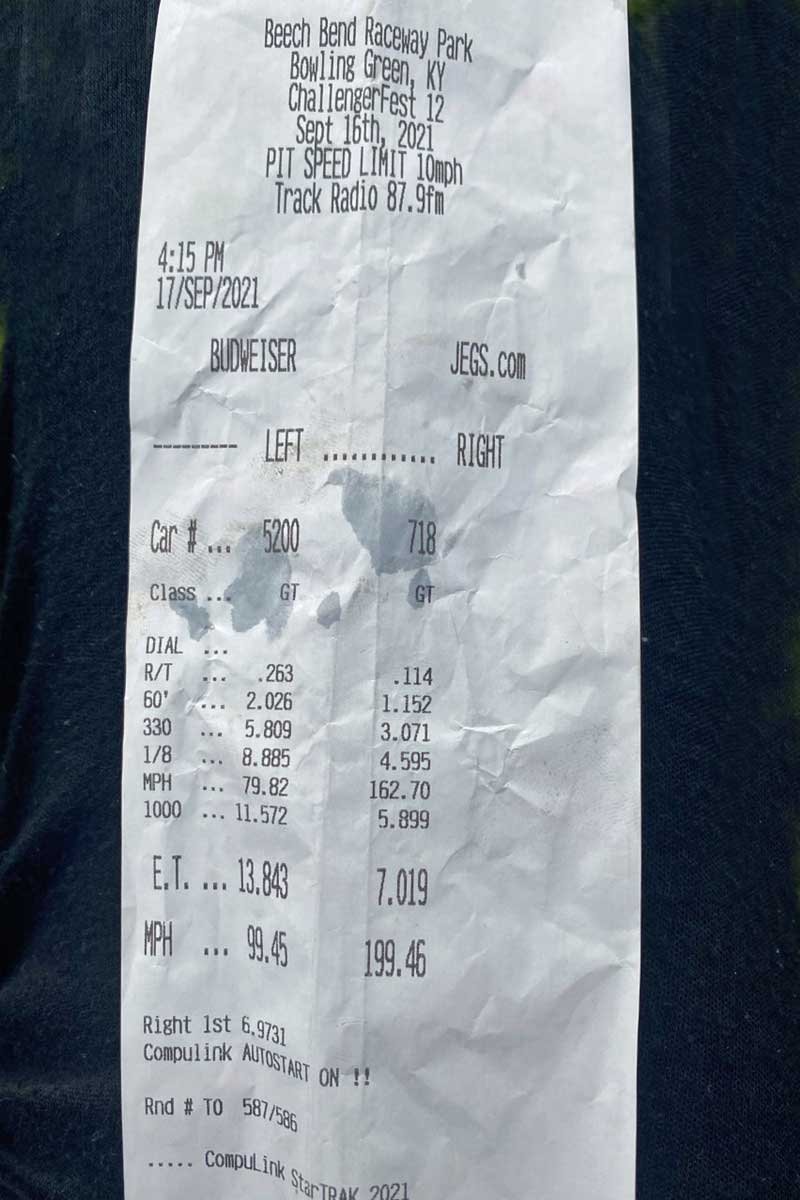 Beech Bend Raceway Park
Bowling Green, KY
ChallengerFest 12
Sept 16th, 2021
PIT SPEED LIMIT 10mph
Track Radio 87.9fm
4:15 PM
17/SEP/2021
BUDWEISER JEGS.com
------- LEFT ............ RIGHT
Car # ... 5200 718
Class ... GT GT
DIAL ...
R/T ... .263 .114
60' ... 2.026 1.152
330 ... 5.809 3.071
1/8 ... 8.885 4.595
MPH ... 79.82 162.70
1000 ... 11.572 5.899
E.T. ... 13.843 7.019
MPH ... 99.45 199.46
Right 1st 6.9731
Compulink AUTOSTART ON !!
Rnd # TO 587/586
..... CompuLink StarTRAK 2021